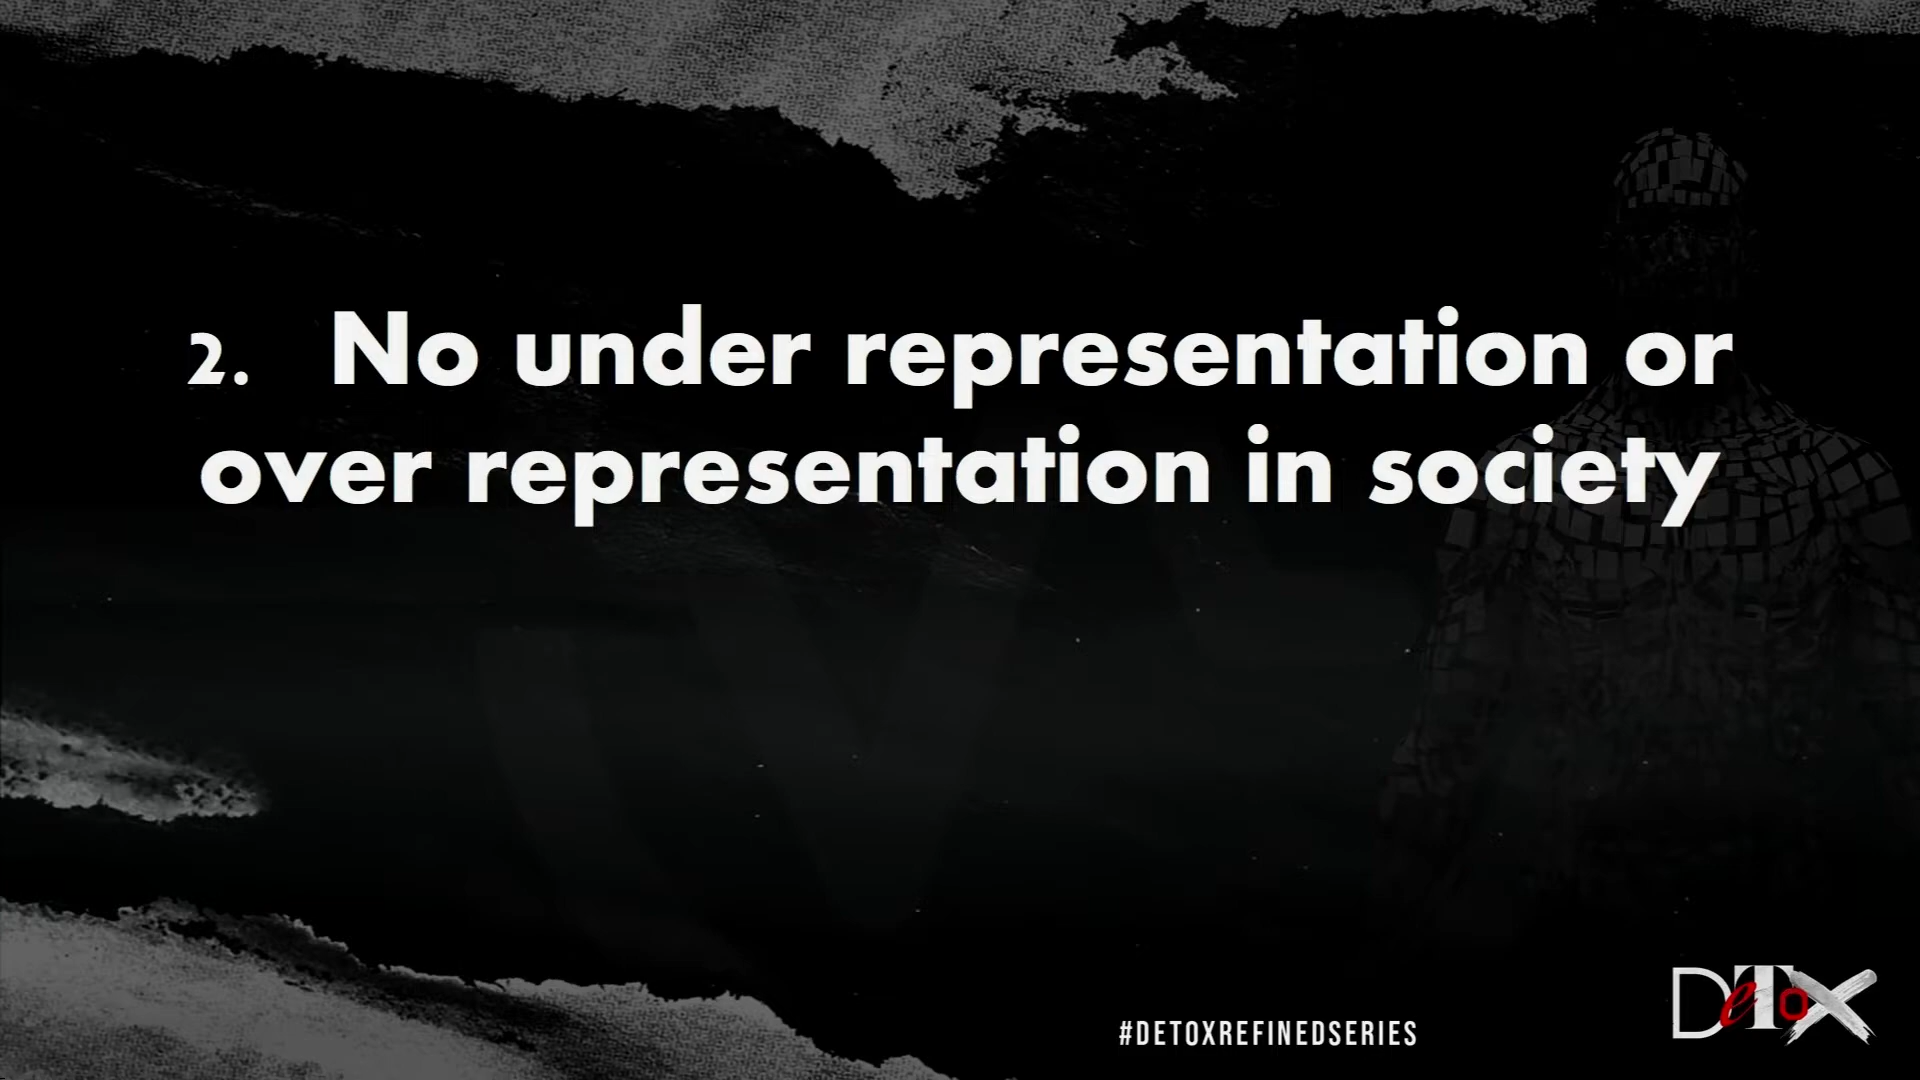 2. No under representation or
over representation in society
#DETOXREFINEDSERIES
DeTox